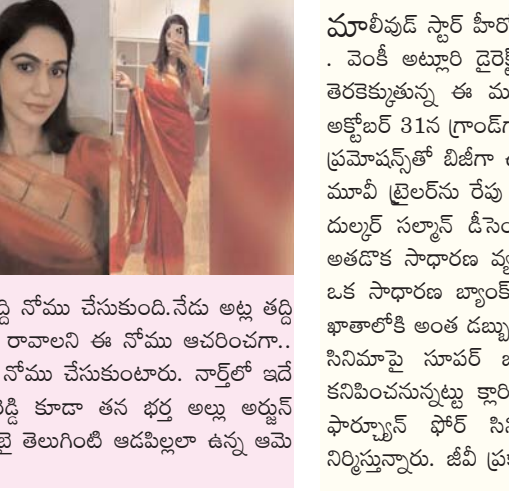 ద్ది నోము చేసుకుంది.నేడు అట్ల తద్ది
రావాలని ఈ నోము ఆచరించగా..
నోము చేసుకుంటారు. నార్త్‌లో ఇదే
రెడ్డి కూడా తన భర్త అల్లు అర్జున్
బై తెలుగింటి ఆడపిల్లలా ఉన్న ఆమె
మాలీవుడ్ స్టార్ హీరో
. వెంకీ అట్లూరి డైరెక్ట్
తెరకెక్కుతున్న ఈ మ
అక్టోబర్ 31న గ్రాండ్‌గా
ప్రమోషన్స్‌తో బిజీగా ఉ
మూవీ ట్రైలర్‌ను రేపు
దుల్కర్ సల్మాన్ డీసెం
అతడొక సాధారణ వ్య
ఒక సాధారణ బ్యాంక్
ఖాతాలోకి అంత డబ్బు
సినిమాపై సూపర్ బ
కనిపించనున్నట్టు క్లారి
ఫార్చ్యూన్ ఫోర్ సిని
నిర్మిస్తున్నారు. జీవీ ప్రక